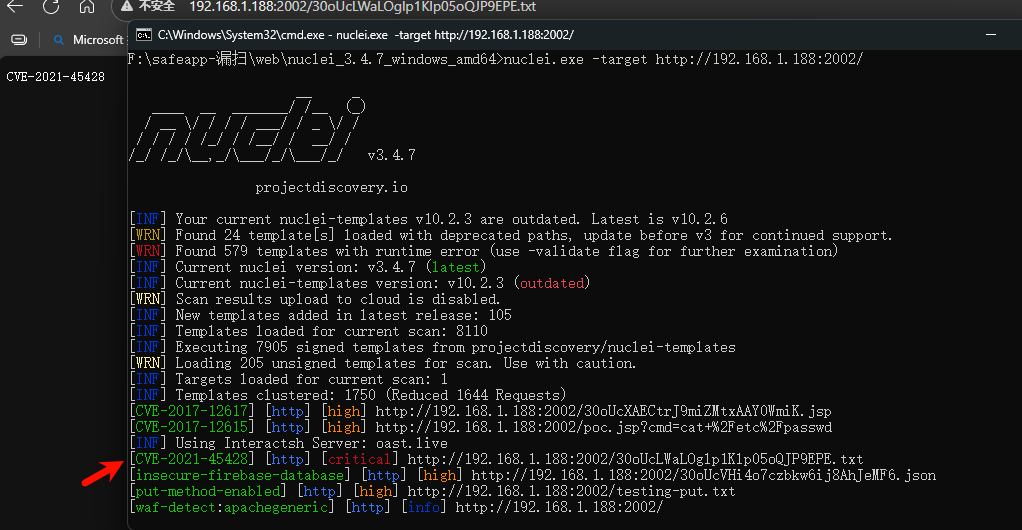 不安全 192.168.1.188:2002/30oUcLWaLOgIp1KIp05oQJP9EPE.txt
Microsoft
CVE-2021-45428
C:\Windows\System32\cmd.exe - nuclei.exe -target http://192.168.1.188:2002/
F:\safeapp-漏扫\web\nuclei_3.4.7_windows_amd64>nuclei.exe -target http://192.168.1.188:2002/
nuclei v3.4.7
projectdiscovery.io
[INF] Your current nuclei-templates v10.2.3 are outdated. Latest is v10.2.6
[WRN] Found 24 template[s] loaded with deprecated paths, update before v3 for continued support.
[WRN] Found 579 templates with runtime error (use -validate flag for further examination)
[INF] Current nuclei version: v3.4.7 (latest)
[INF] Current nuclei-templates version: v10.2.3 (outdated)
[WRN] Scan results upload to cloud is disabled.
[INF] New templates added in latest release: 105
[INF] Templates loaded for current scan: 8110
[INF] Executing 7905 signed templates from projectdiscovery/nuclei-templates
[WRN] Loading 205 unsigned templates for scan. Use with caution.
[INF] Targets loaded for current scan: 1
[INF] Templates clustered: 1750 (Reduced 1644 Requests)
[CVE-2017-12617] [http] [high] http://192.168.1.188:2002/30oUcXAECtrJ9miZMtxAAY0WmiK.jsp
[CVE-2017-12615] [http] [high] http://192.168.1.188:2002/poc.jsp?cmd=cat+%2Fetc%2Fpasswd
[INF] Using Interactsh Server: oast.live
[CVE-2021-45428] [http] [critical] http://192.168.1.188:2002/30oUcLWaLOgIp1KIp05oQJP9EPE.txt
[insecure-firebase-database] [http] [high] http://192.168.1.188:2002/30oUcVHi4o7czbkw6ij8AhJeMF6.json
[put-method-enabled] [http] [high] http://192.168.1.188:2002/testing-put.txt
[waf-detect:apachegeneric] [http] [info] http://192.168.1.188:2002/